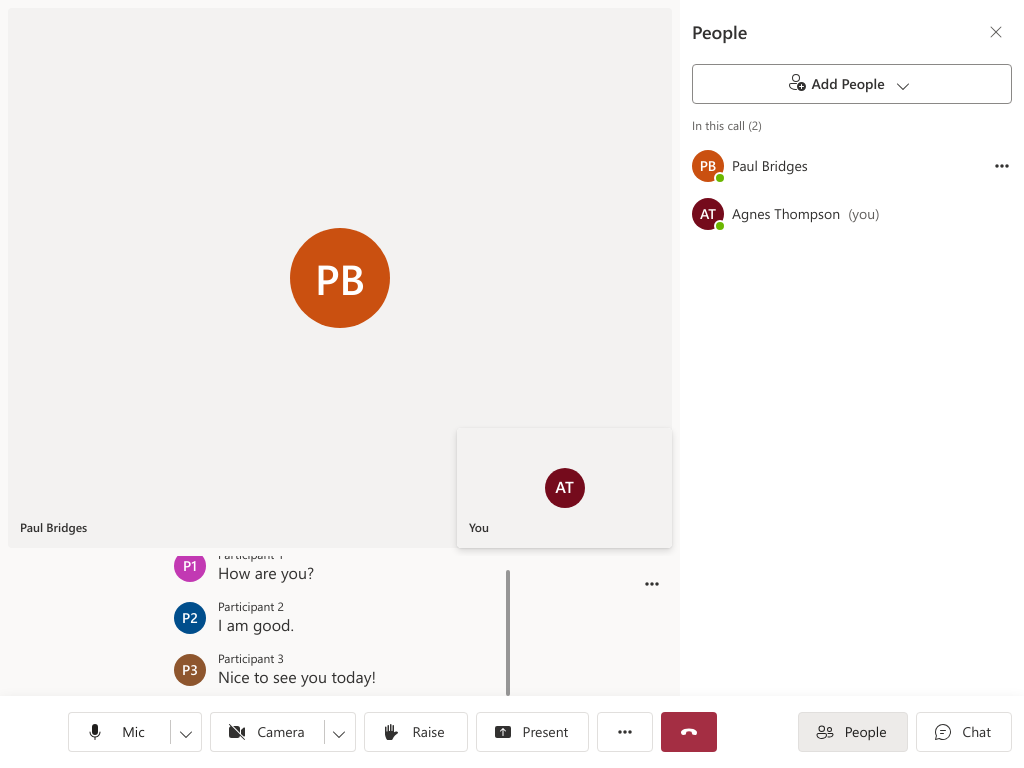 PB
Paul Bridges
AT
You
Participant 1
P1
How are you?
Participant 2
P2
I am good.
Participant 3
P3
Nice to see you today!
People
Add People
In this call (2)
PB
Paul Bridges
AT
Agnes Thompson (you)
Mic
Camera
Raise
Present
People
Chat